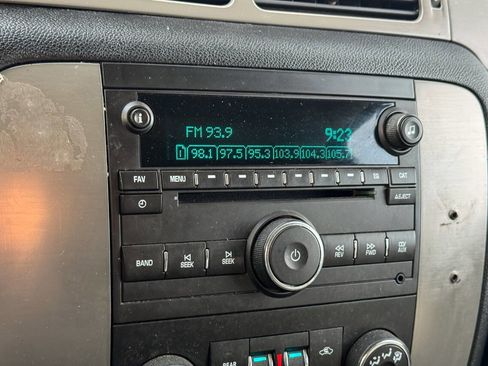 FM 93.9 9:23
1 98.1 97.5 95.3 103.9 104.3 105.7
FAV MENU CAT
EJECT
BAND SEEK SEEK REV FWD AUX
REAR